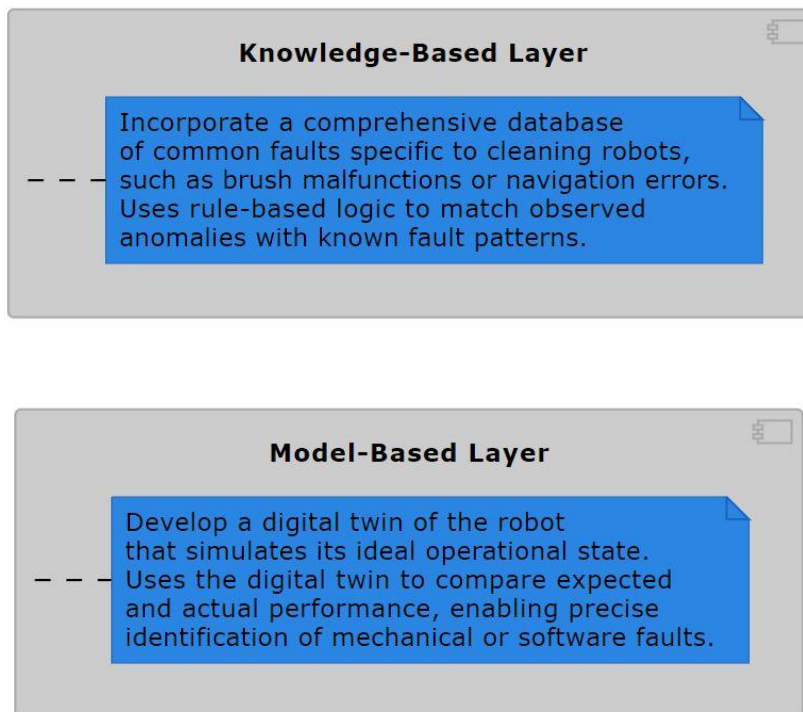 Knowledge-Based Layer
Incorporate a comprehensive database
of common faults specific to cleaning robots,
such as brush malfunctions or navigation errors.
Uses rule-based logic to match observed
anomalies with known fault patterns.
Model-Based Layer
Develop a digital twin of the robot
that simulates its ideal operational state.
Uses the digital twin to compare expected
and actual performance, enabling precise
identification of mechanical or software faults.